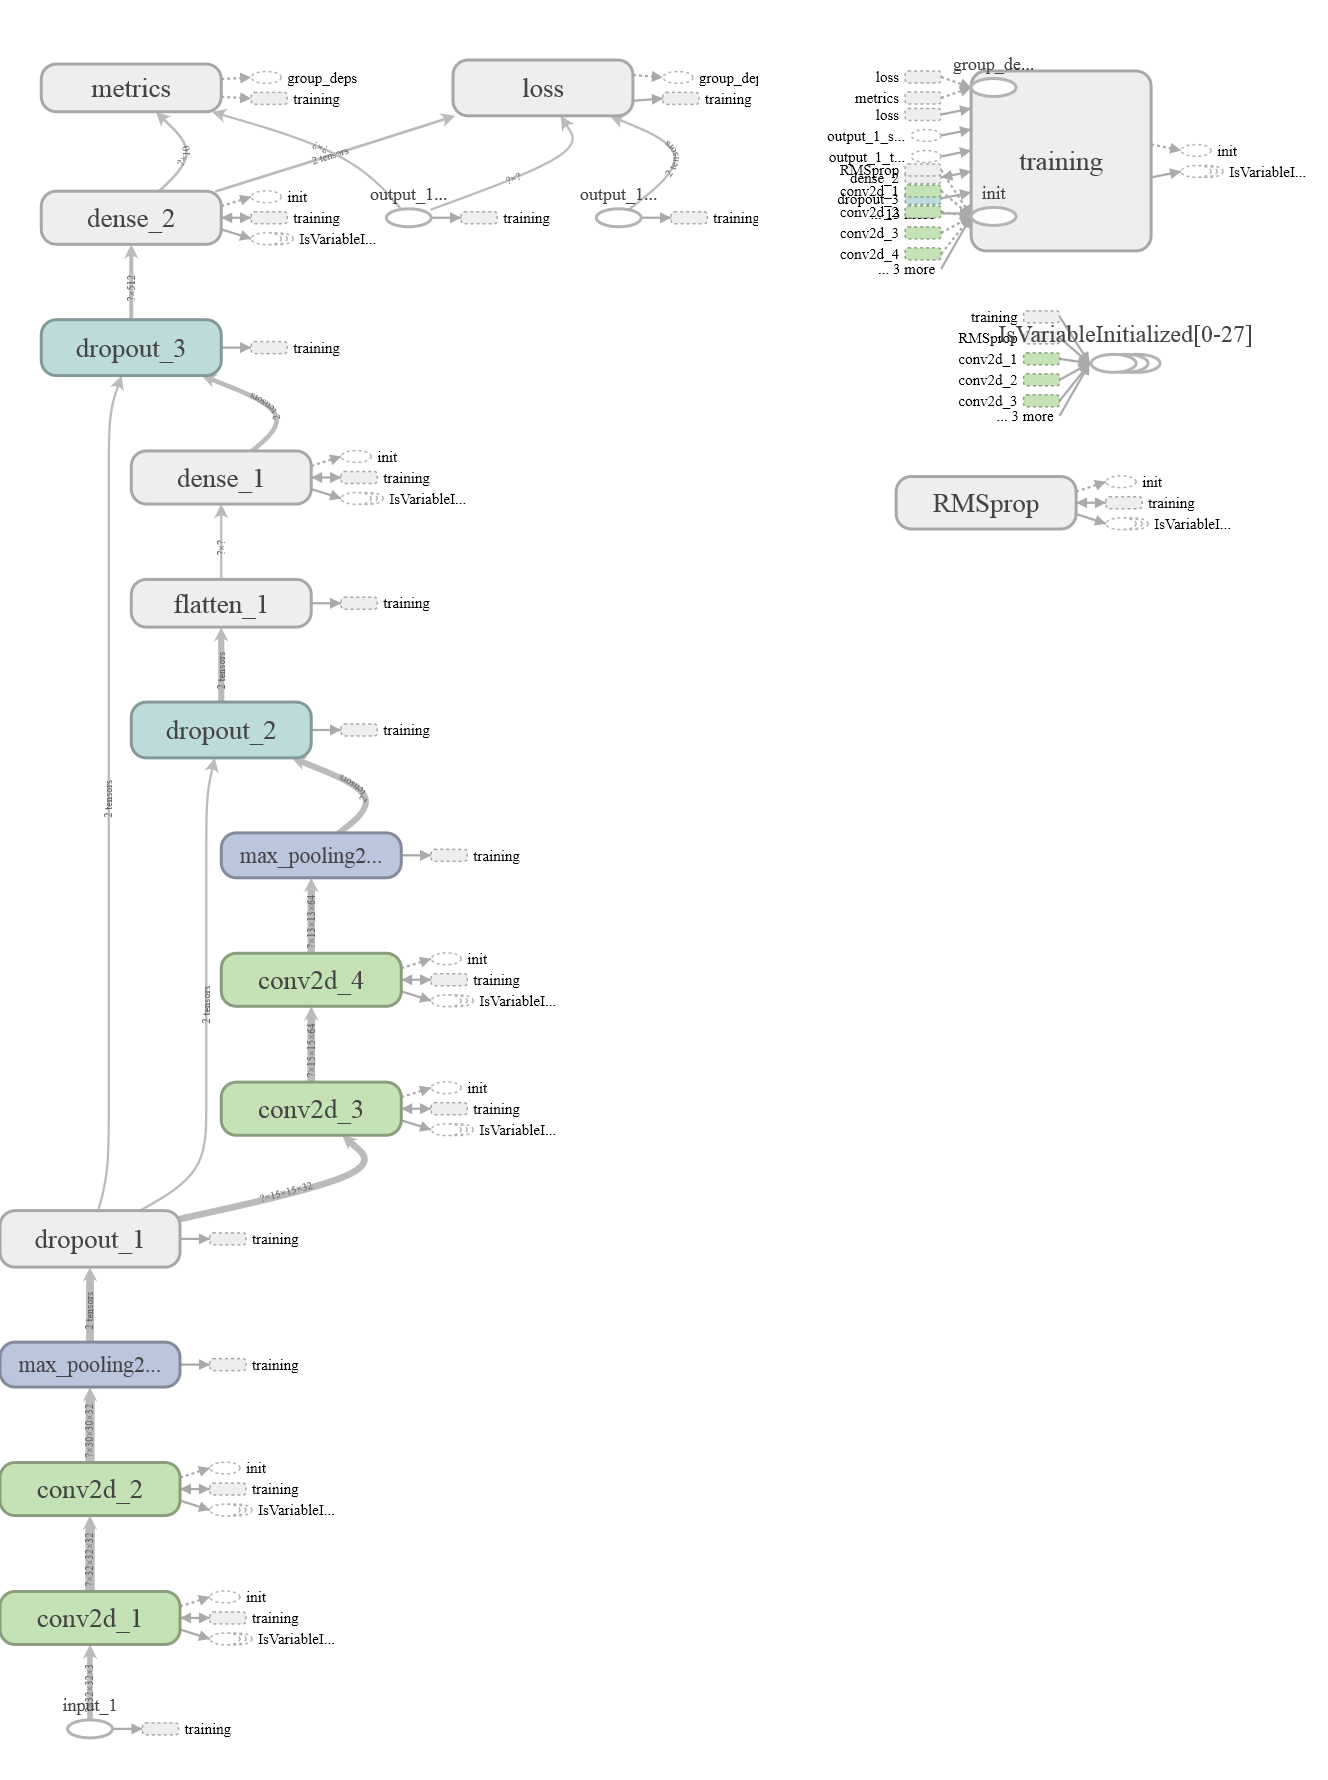 metrics
group_deps
training
loss
group_dep
training
?×10
?×?
2 tensors
?×?
2 tensors
dense_2
init
training
IsVariableI...
output_1...
training
output_1...
training
?×512
dropout_3
training
2 tensors
dense_1
init
training
IsVariableI...
?×?
flatten_1
training
2 tensors
dropout_2
training
2 tensors
2 tensors
max_pooling2...
training
?×13×13×64
conv2d_4
init
training
IsVariableI...
2 tensors
?×15×15×64
conv2d_3
init
training
IsVariableI...
?×15×15×32
dropout_1
training
2 tensors
max_pooling2...
training
?×30×30×32
conv2d_2
init
training
IsVariableI...
?×32×32×32
conv2d_1
init
training
IsVariableI...
input_1
training
group_de...
loss
metrics
loss
output_1_s...
output_1_t...
RMSprop
dense_2
conv2d_1
dropout_3
conv2d_2
conv2d_3
conv2d_4
... 3 more
training
init
init
IsVariableI...
training
IsVariableInitialized[0-27]
RMSprop
conv2d_1
conv2d_2
conv2d_3
... 3 more
RMSprop
init
training
IsVariableI...